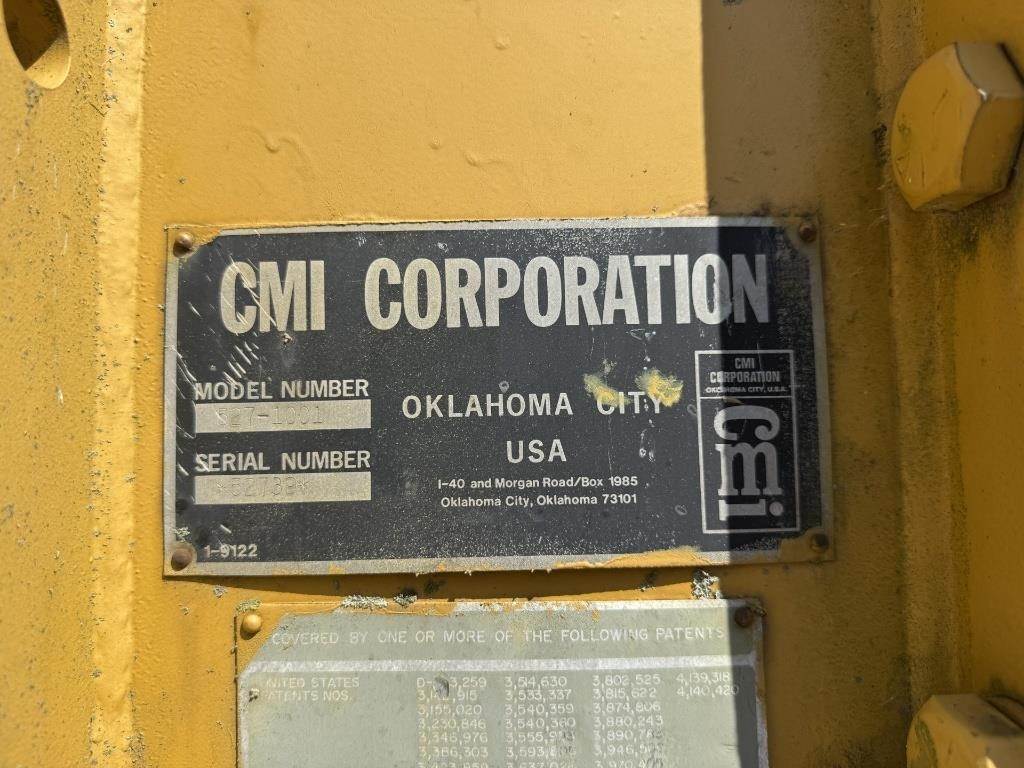 CMI CORPORATION
MODEL NUMBER
SERIAL NUMBER
OKLAHOMA CITY
USA
I-40 and Morgan Road/Box 1985
Oklahoma City, Oklahoma 73101
1-9122
CMI
CORPORATION
OKLAHOMA CITY, U.S.A.
cmi
COVERED BY ONE OR MORE OF THE FOLLOWING PATENTS
UNITED STATES 3,514,630 3,802,525 4,139,318
PATENTS NOS. 3,533,337 3,815,622 4,140,420
3,155,020 3,540,359 3,874,806
3,230,846 3,540,360 3,880,243
3,346,976
3,386,303